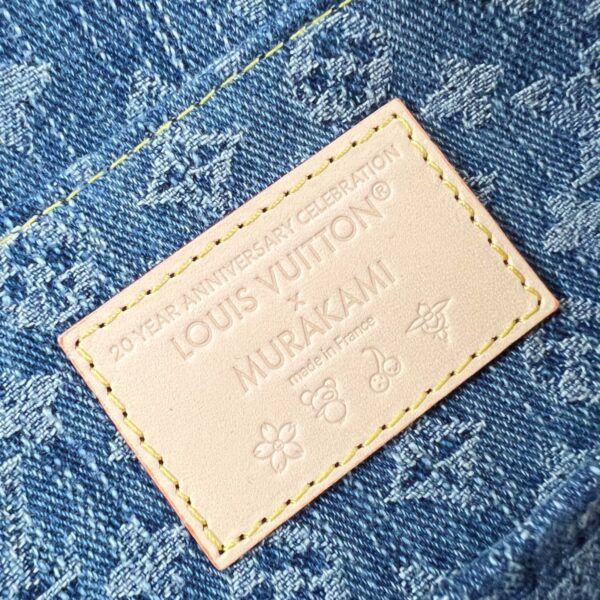 20 YEAR ANNIVERSARY CELEBRATION
LOUIS VUITTON®
x
MURAKAMI
made in France